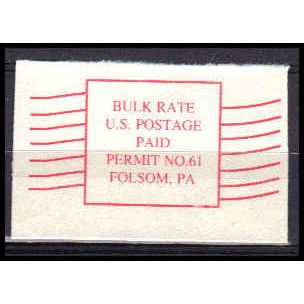 BULK RATE
U.S. POSTAGE
PAID
PERMIT NO.61
FOLSOM, PA